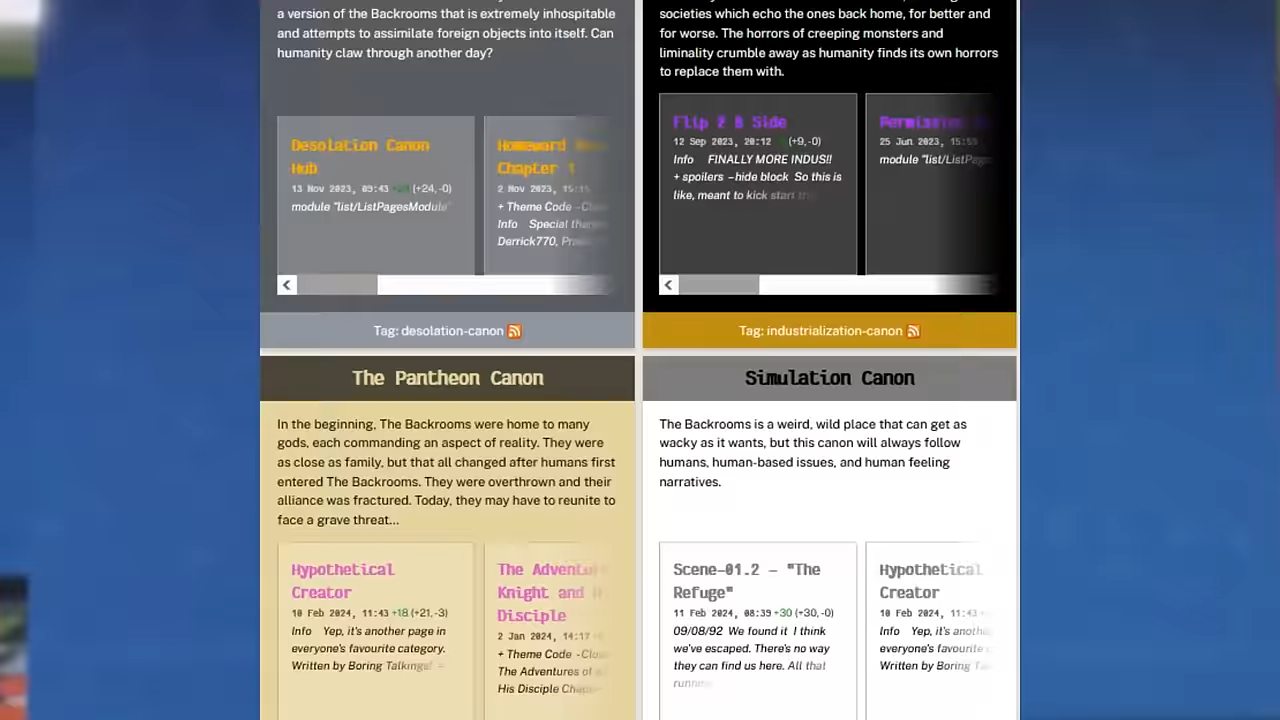 a version of the Backrooms that is extremely inhospitable
and attempts to assimilate foreign objects into itself. Can
humanity claw through another day?
Desolation Canon
Hub
13 Nov 2023, 09:43 (+24,-0)
module "list/ListPagesModule"
Homeward
Chapter 1
2 Nov 2023, 15:15
+ Theme Code -
Info Special
Derrick770,
Tag: desolation-canon
societies which echo the ones back home, for better and
for worse. The horrors of creeping monsters and
liminality crumble away as humanity finds its own horrors
to replace them with.
Flip 2 B Side
12 Sep 2023, 20:12 (+9,-0)
Info FINALLY MORE INDUS!!
+ spoilers -hide block So this is
like, meant to kick start
25 Jun 2023,
module
Tag: industrialization-canon
The Pantheon Canon
In the beginning, The Backrooms were home to many
gods, each commanding an aspect of reality. They were
as close as family, but that all changed after humans first
entered The Backrooms. They were overthrown and their
alliance was fractured. Today, they may have to reunite to
face a grave threat...
Hypothetical
Creator
10 Feb 2024, 11:43 +18 (+21,-3)
Info Yep, it's another page in
everyone's favourite category.
Written by Boring Talkings!
The
Knight and
Disciple
2 Jan 2024, 14:17
+ Theme Code -
The Adventures of
His Disciple
Simulation Canon
The Backrooms is a weird, wild place that can get as
wacky as it wants, but this canon will always follow
humans, human-based issues, and human feeling
narratives.
Scene-01.2 - "The
Refuge"
11 Feb 2024, 08:39 +30 (+30,-0)
09/08/92 We found it I think
we've escaped. There's no way
they can find us here. All that
Hypothetical
Creator
10 Feb 2024, 11:43
Info Yep, it's
everyone's favourite
Written by Boring